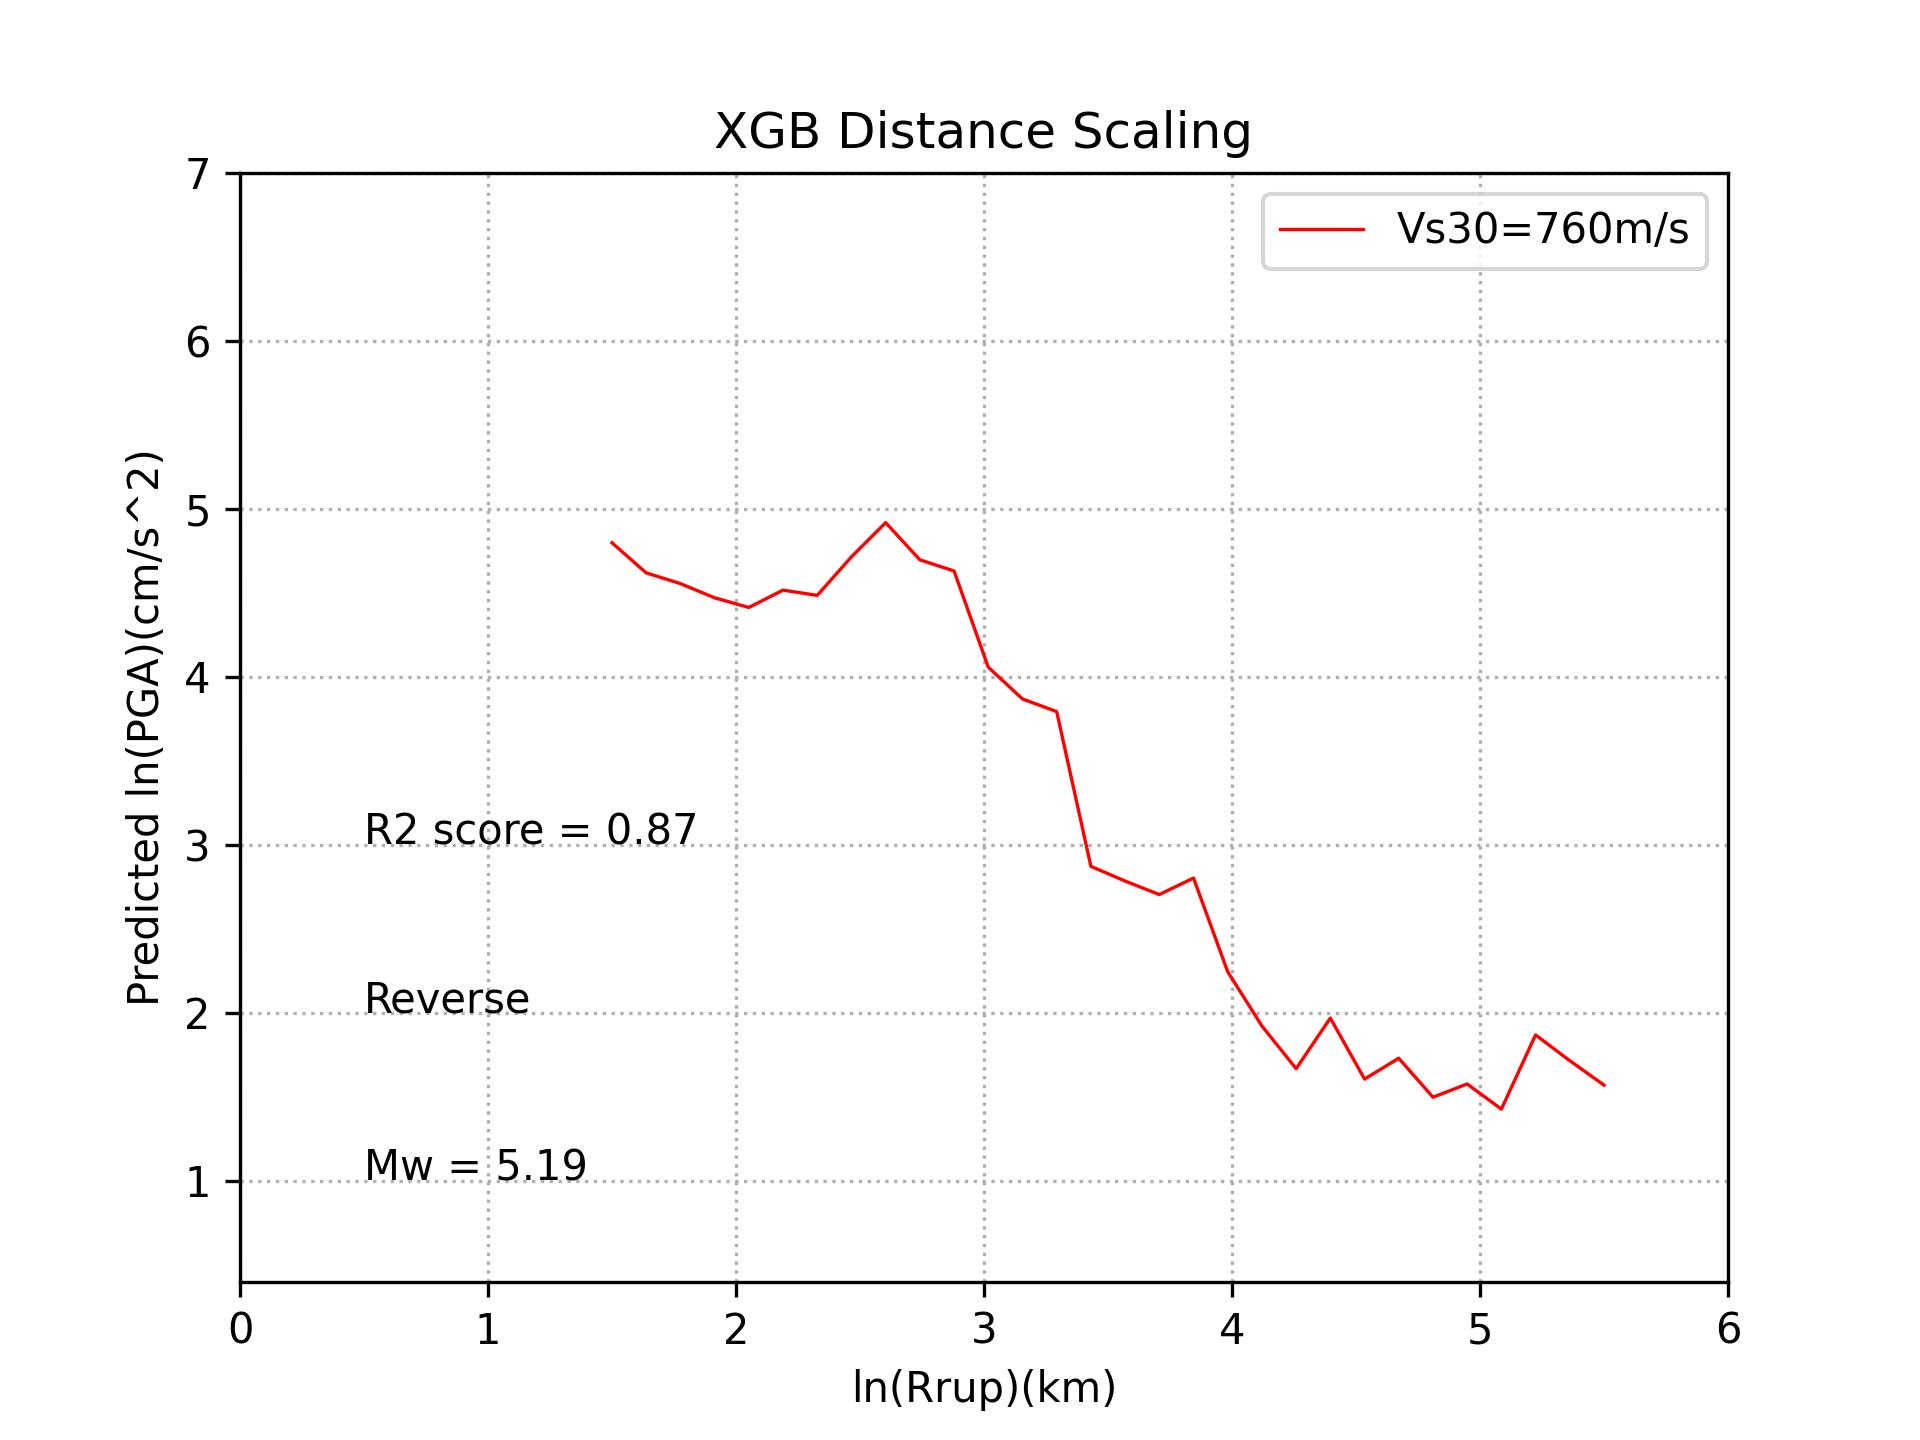 XGB Distance Scaling
Vs30=760m/s
7
6
5
4
3
2
1
Predicted ln(PGA)(cm/s^2)
R2 score = 0.87
Reverse
Mw = 5.19
0 1 2 3 4 5 6
ln(Rrup)(km)